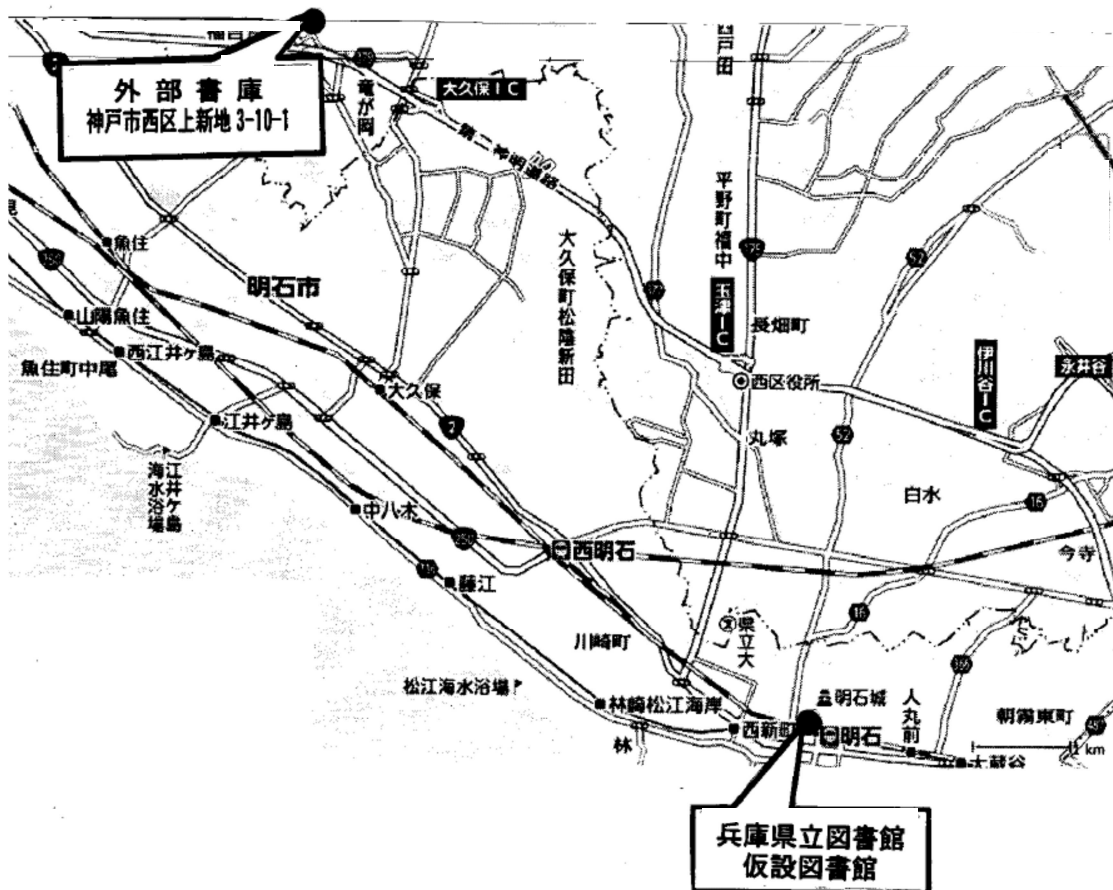 外部書庫
神戸市西区上新地3-10-1
竜が岡
大久保IC
第二神明道路
平野町福中
大久保町松陰新田
52
魚住
明石市
玉津IC
長畑町
山陽魚住
西江井ヶ島
魚住町中尾
大久保
西区役所
伊川谷IC
永井谷
江井ヶ島
2
52
丸塚
江井ヶ島
海水浴場
白水
16
中八木
西明石
今寺
藤江
16
川崎町
県立大
松江海水浴場
林崎松江海岸
明石城
人丸前
朝霧東町
林
明石
1 km
大蔵谷
兵庫県立図書館
仮設図書館